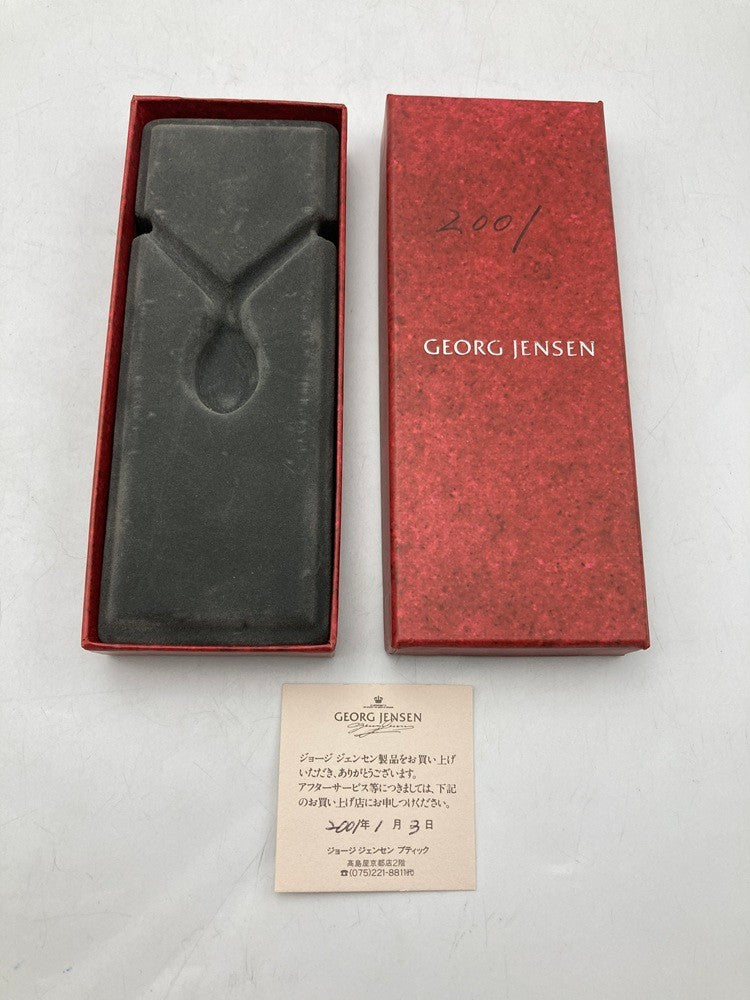 2001
GEORG JENSEN
GEORG JENSEN
ジョージ ジェンセン製品をお買い上げ
いただき、ありがとうございます。
アフターサービス等につきましては、下記
のお買い上げ店にお申しつけください。
2001年 1 月 3 日
ジョージ ジェンセン ブティック
高島屋京都店2階
☎(075)221-8811㈹